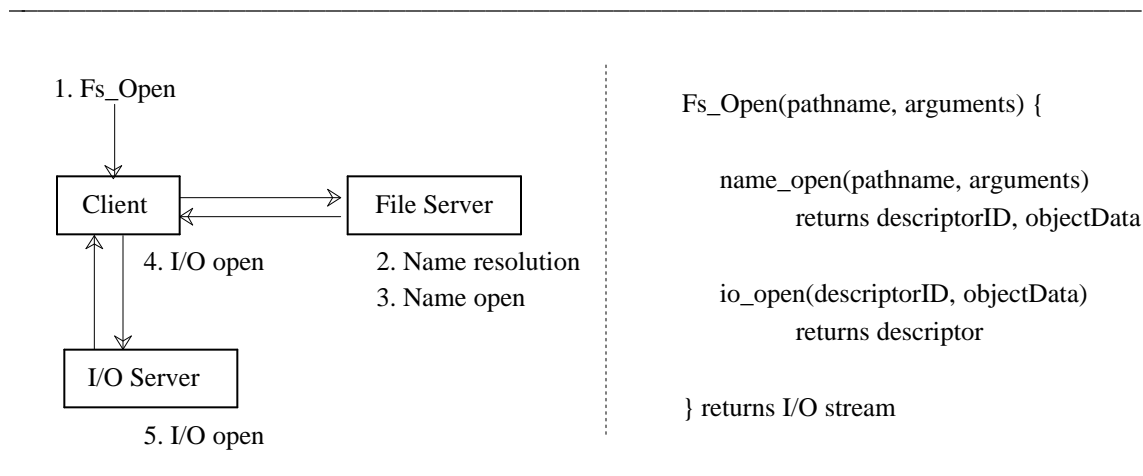 1. Fs_Open
Client
File Server
4. I/O open
2. Name resolution
3. Name open
I/O Server
5. I/O open
Fs_Open(pathname, arguments) {
name_open(pathname, arguments)
returns descriptorID, objectData
io_open(descriptorID, objectData)
returns descriptor
} returns I/O stream